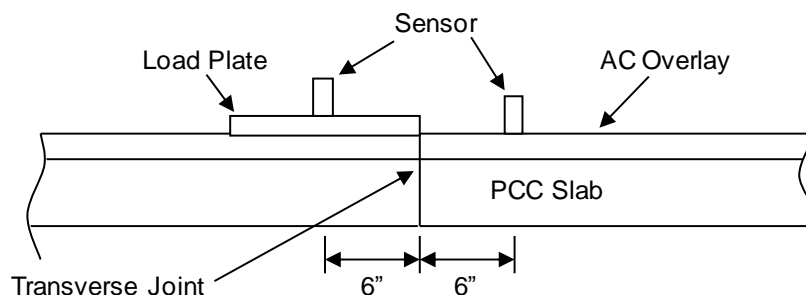 Sensor
Load Plate
AC Overlay
PCC Slab
Transverse Joint
6”
6”